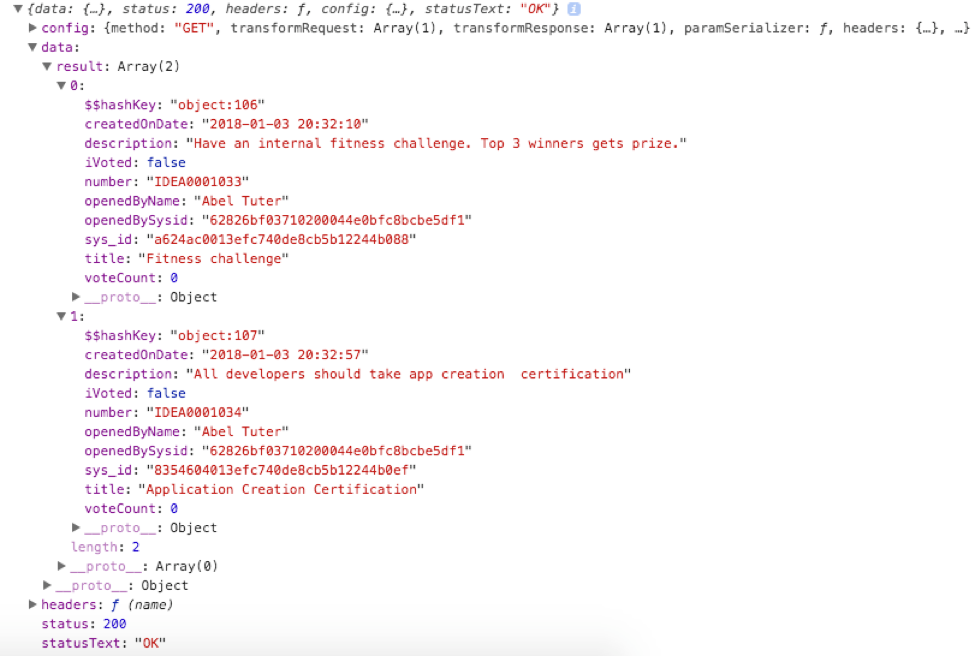 ▼{data: {…}, status: 200, headers: ƒ, config: {…}, statusText: "OK"} i
▶config: {method: "GET", transformRequest: Array(1), transformResponse: Array(1), paramSerializer: ƒ, headers: {…}, …}
▼data:
▼result: Array(2)
▼0:
$$hashKey: "object:106"
createdOnDate: "2018-01-03 20:32:10"
description: "Have an internal fitness challenge. Top 3 winners gets prize."
iVoted: false
number: "IDEA0001033"
openedByName: "Abel Tuter"
openedBySysid: "62826bf03710200044e0bfc8bcbe5df1"
sys_id: "a624ac0013efc740de8cb5b12244b088"
title: "Fitness challenge"
voteCount: 0
▶__proto__: Object
▼1:
$$hashKey: "object:107"
createdOnDate: "2018-01-03 20:32:57"
description: "All developers should take app creation  certification"
iVoted: false
number: "IDEA0001034"
openedByName: "Abel Tuter"
openedBySysid: "62826bf03710200044e0bfc8bcbe5df1"
sys_id: "8354604013efc740de8cb5b12244b0ef"
title: "Application Creation Certification"
voteCount: 0
▶__proto__: Object
length: 2
▶__proto__: Array(0)
▶__proto__: Object
▶headers: ƒ (name)
status: 200
statusText: "OK"